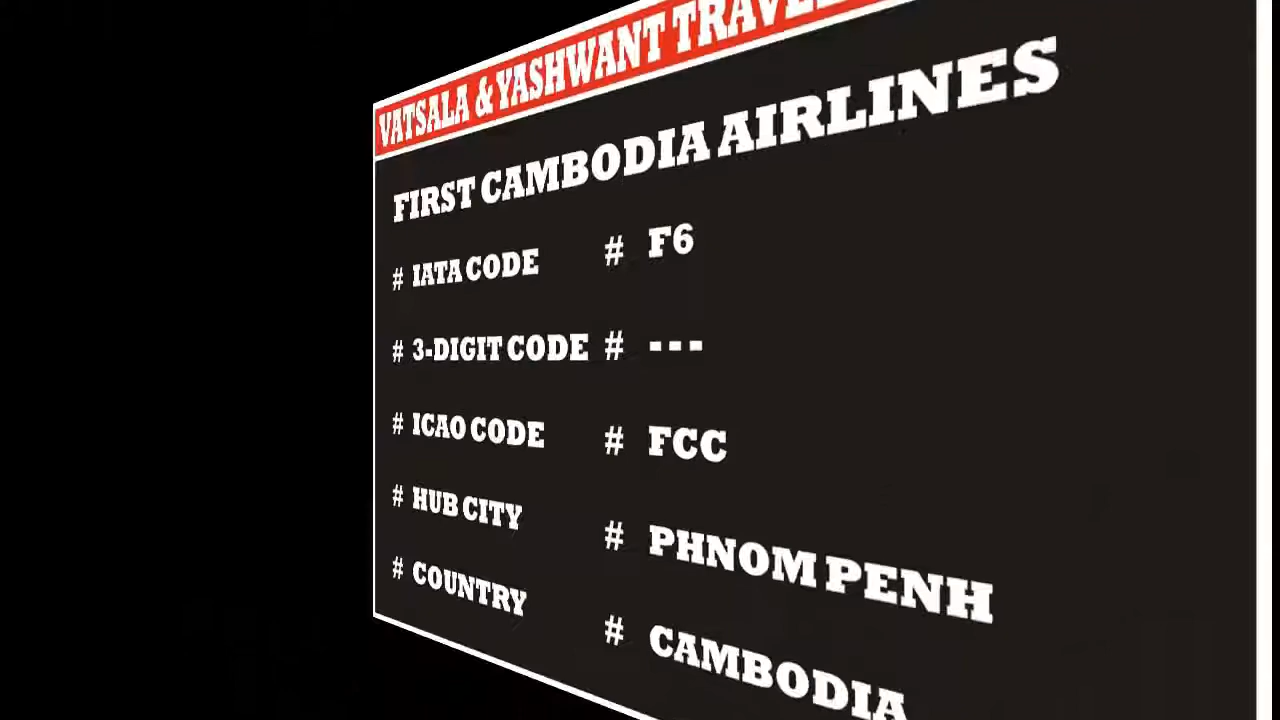 VATSALA & YASHWANT TRAVEL
FIRST CAMBODIA AIRLINES
# IATA CODE # F6
# 3-DIGIT CODE # ---
# ICAO CODE # FCC
# HUB CITY # PHNOM PENH
# COUNTRY # CAMBODIA